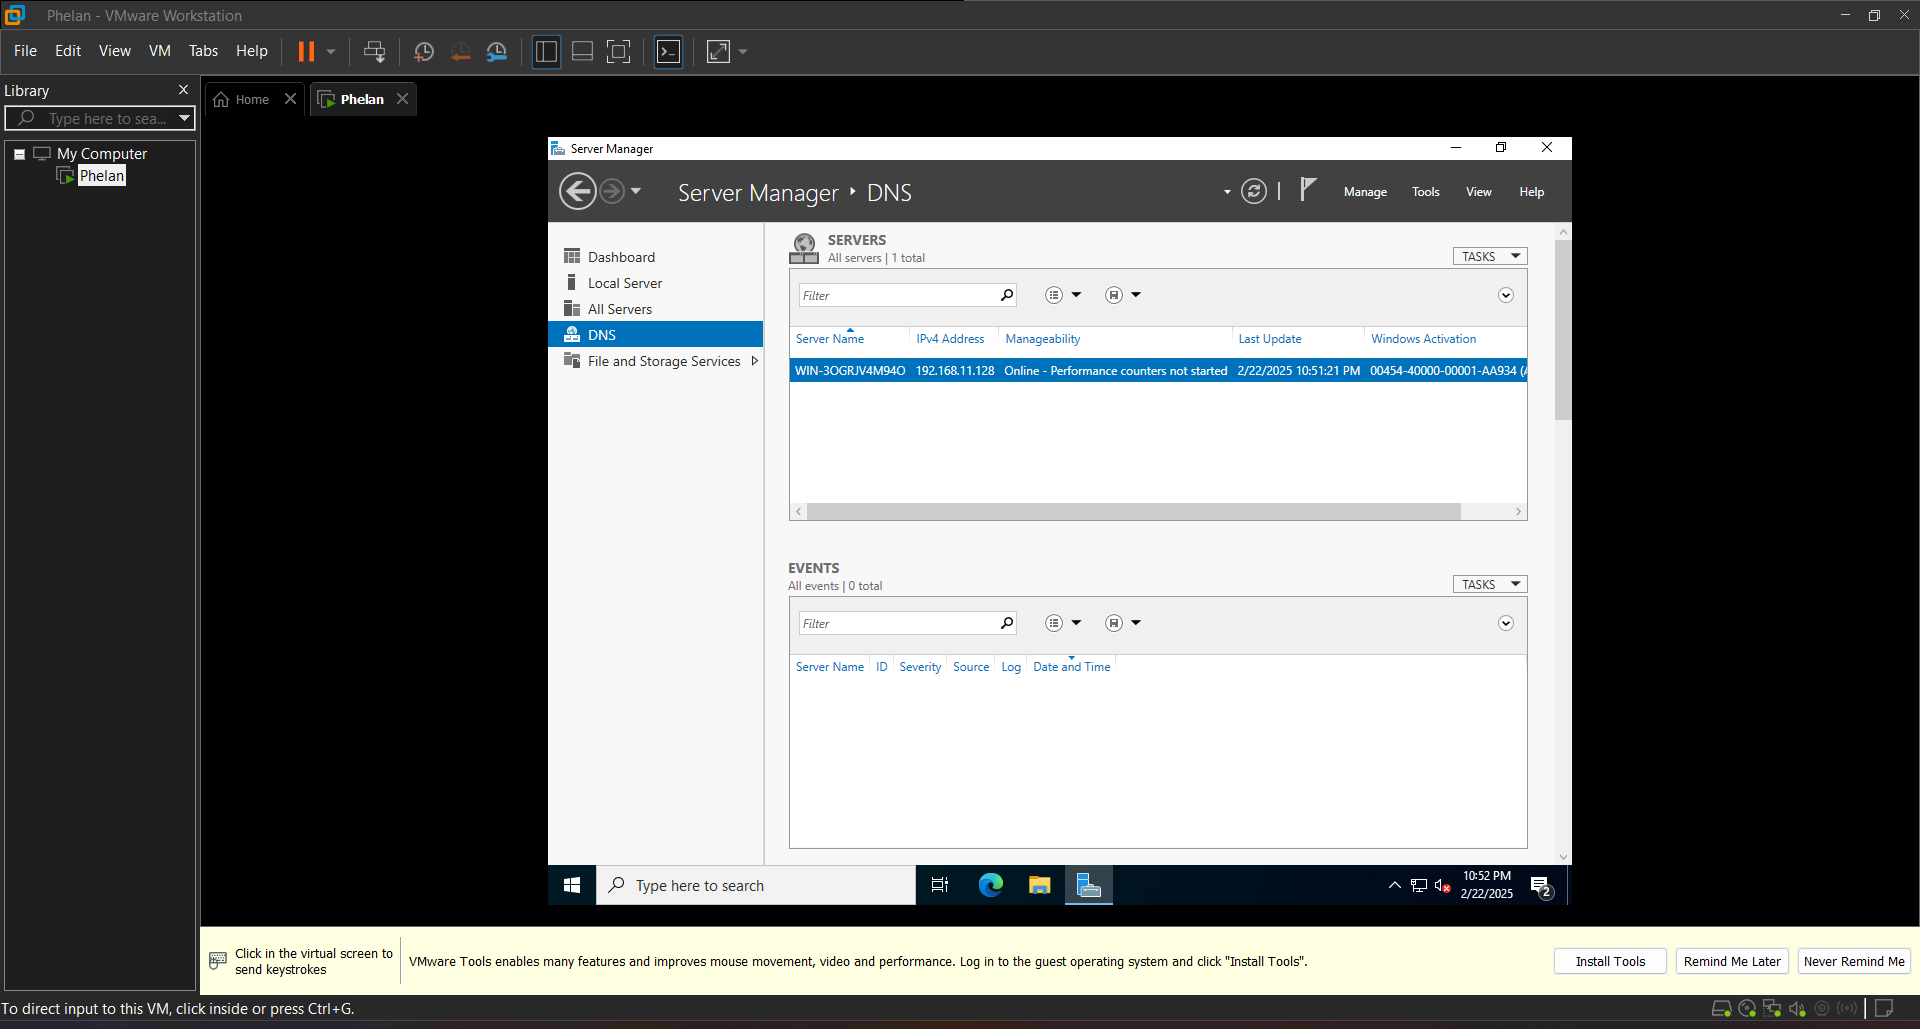 Phelan - VMware Workstation
File Edit View VM Tabs Help
Library
Type here to sea...
My Computer
Phelan
Home
Phelan
Server Manager
Server Manager DNS
Manage Tools View Help
Dashboard
Local Server
All Servers
DNS
File and Storage Services
SERVERS
All servers | 1 total
TASKS
Filter
Server Name IPv4 Address Manageability Last Update Windows Activation
WIN-3OGRJV4M94O 192.168.11.128 Online - Performance counters not started 2/22/2025 10:51:21 PM 00454-40000-00001-AA934 (A
EVENTS
All events | 0 total
TASKS
Filter
Server Name ID Severity Source Log Date and Time
Type here to search
10:52 PM
2/22/2025
2
Click in the virtual screen to
send keystrokes
VMware Tools enables many features and improves mouse movement, video and performance. Log in to the guest operating system and click "Install Tools".
Install Tools Remind Me Later Never Remind Me
To direct input to this VM, click inside or press Ctrl+G.